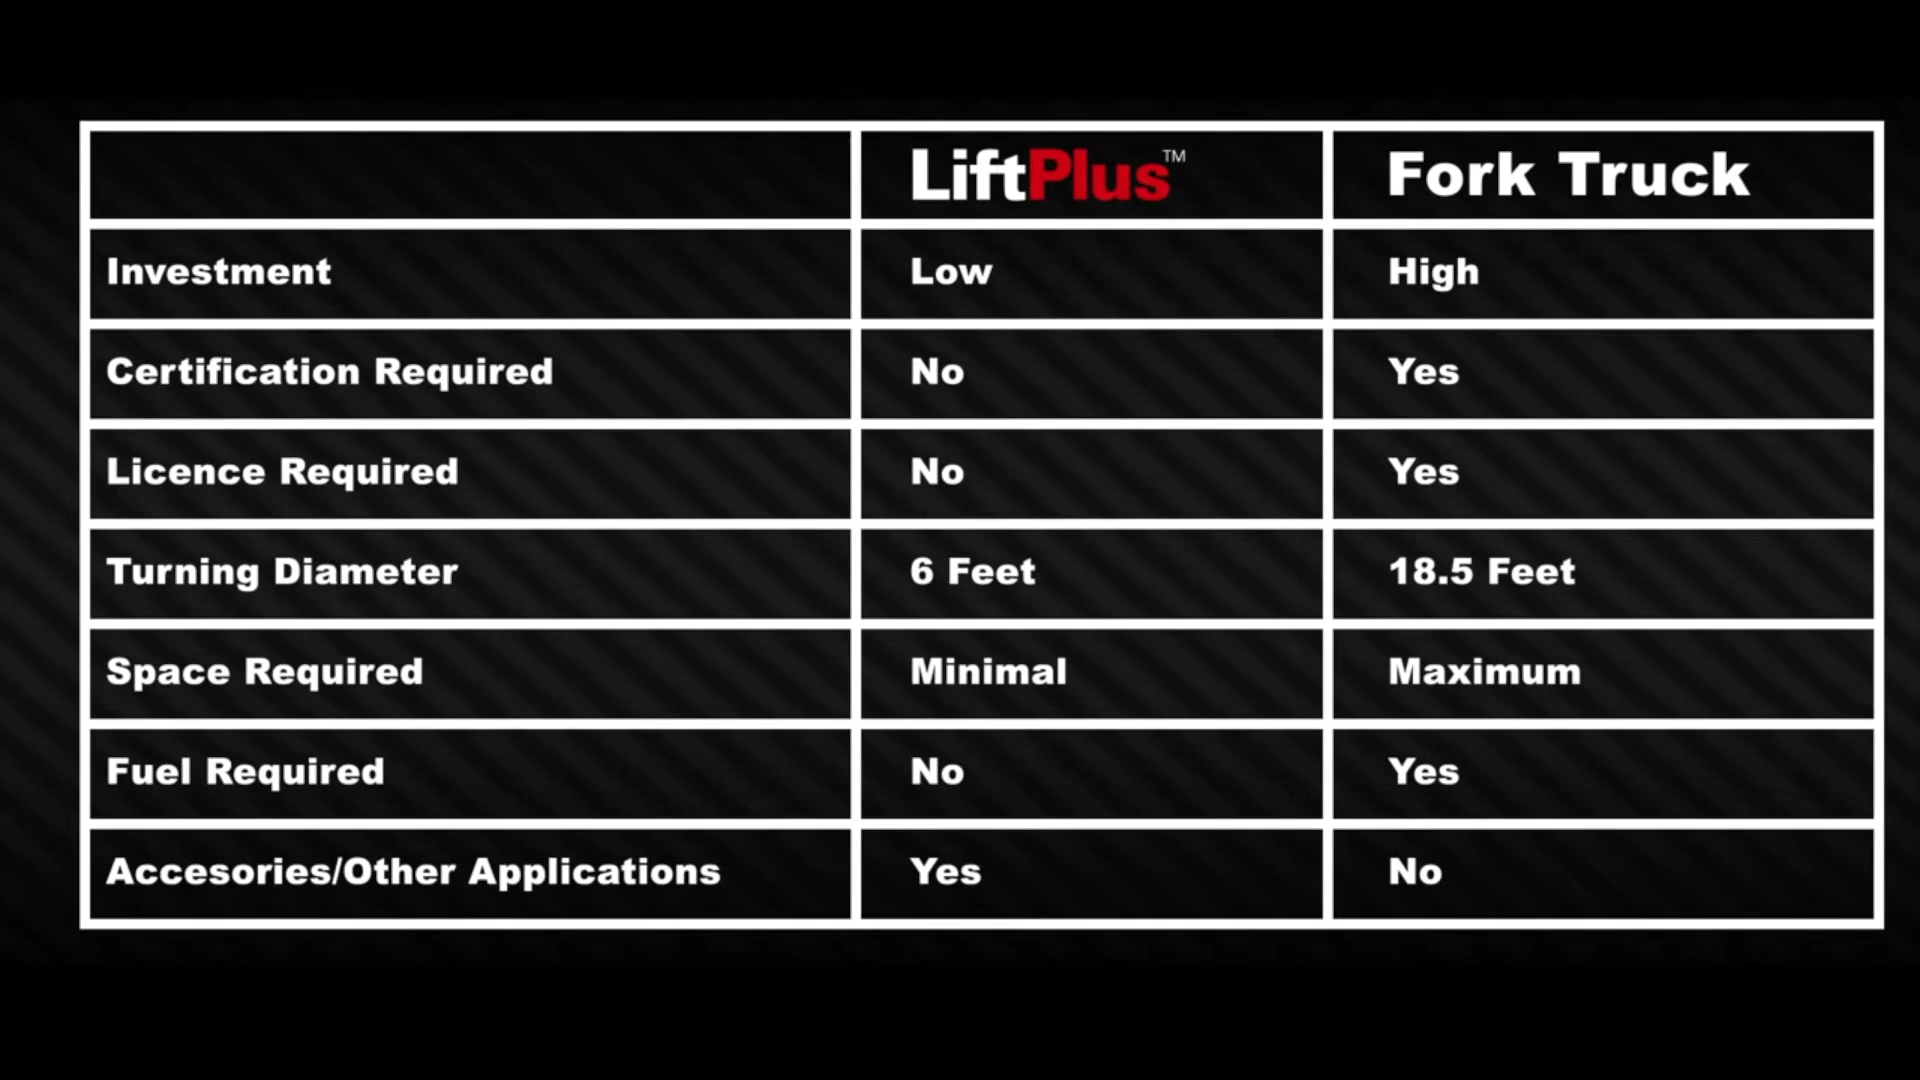 LiftPlus™ Fork Truck
Investment Low High
Certification Required No Yes
Licence Required No Yes
Turning Diameter 6 Feet 18.5 Feet
Space Required Minimal Maximum
Fuel Required No Yes
Accesories/Other Applications Yes No